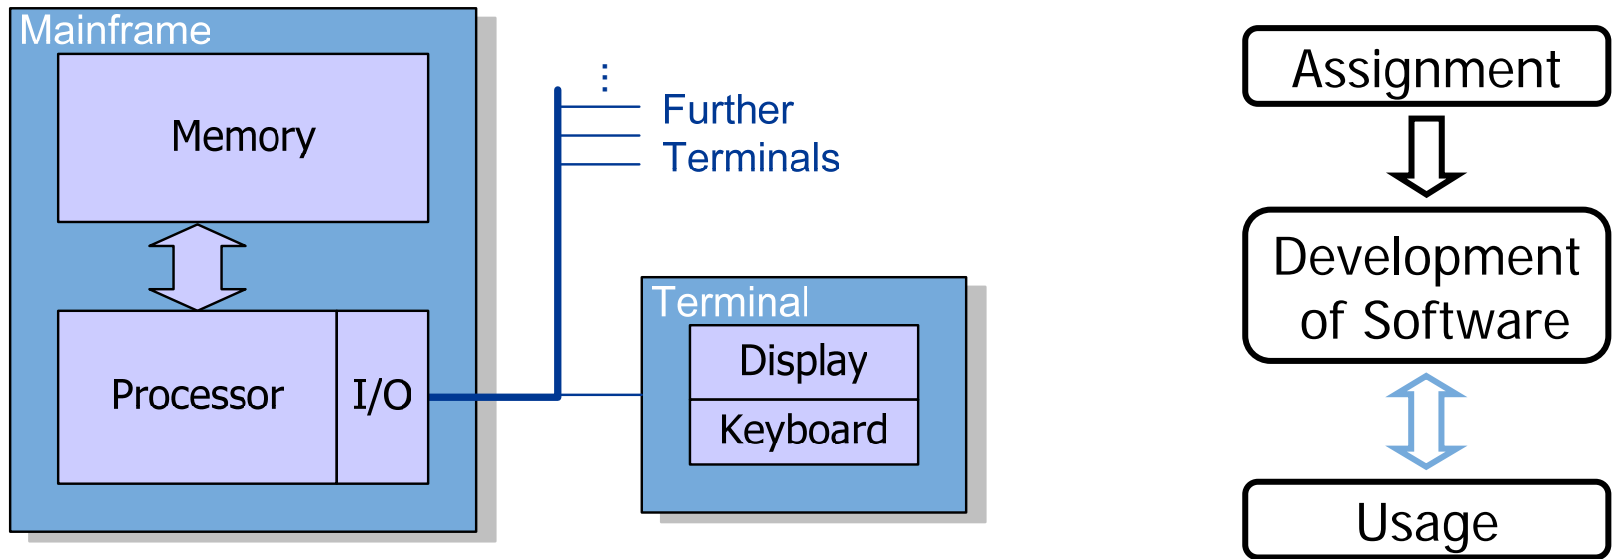 Mainframe
Memory
Processor
I/O
⋮
Further
Terminals
Terminal
Display
Keyboard
Assignment
Development
of Software
Usage